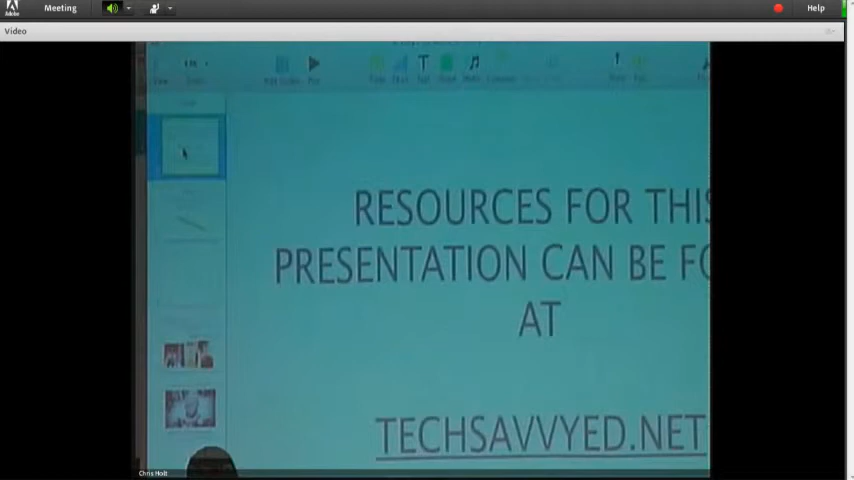 Meeting
Help
Video
RESOURCES FOR THIS
PRESENTATION CAN BE FO
AT
TECHSAVVYED.NET
Chris Holt